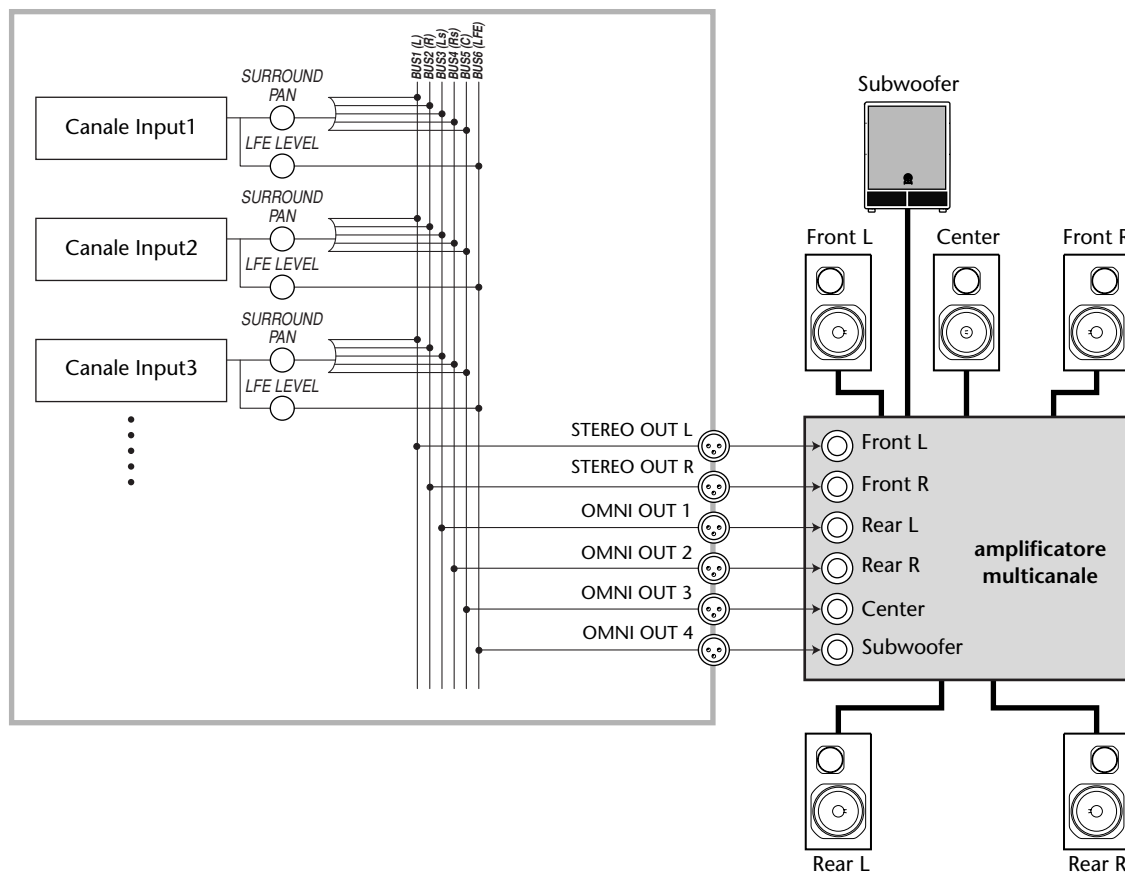 BUS1 (L)
BUS2 (R)
BUS3 (Ls)
BUS4 (Rs)
BUS5 (C)
BUS6 (LFE)
SURROUND
PAN
Canale Input1
LFE LEVEL
SURROUND
PAN
Canale Input2
LFE LEVEL
SURROUND
PAN
Canale Input3
LFE LEVEL
STEREO OUT L
STEREO OUT R
OMNI OUT 1
OMNI OUT 2
OMNI OUT 3
OMNI OUT 4
Subwoofer
Front L
Center
Front R
Front L
Front R
Rear L
Rear R
Center
Subwoofer
amplificatore
multicanale
Rear L
Rear R